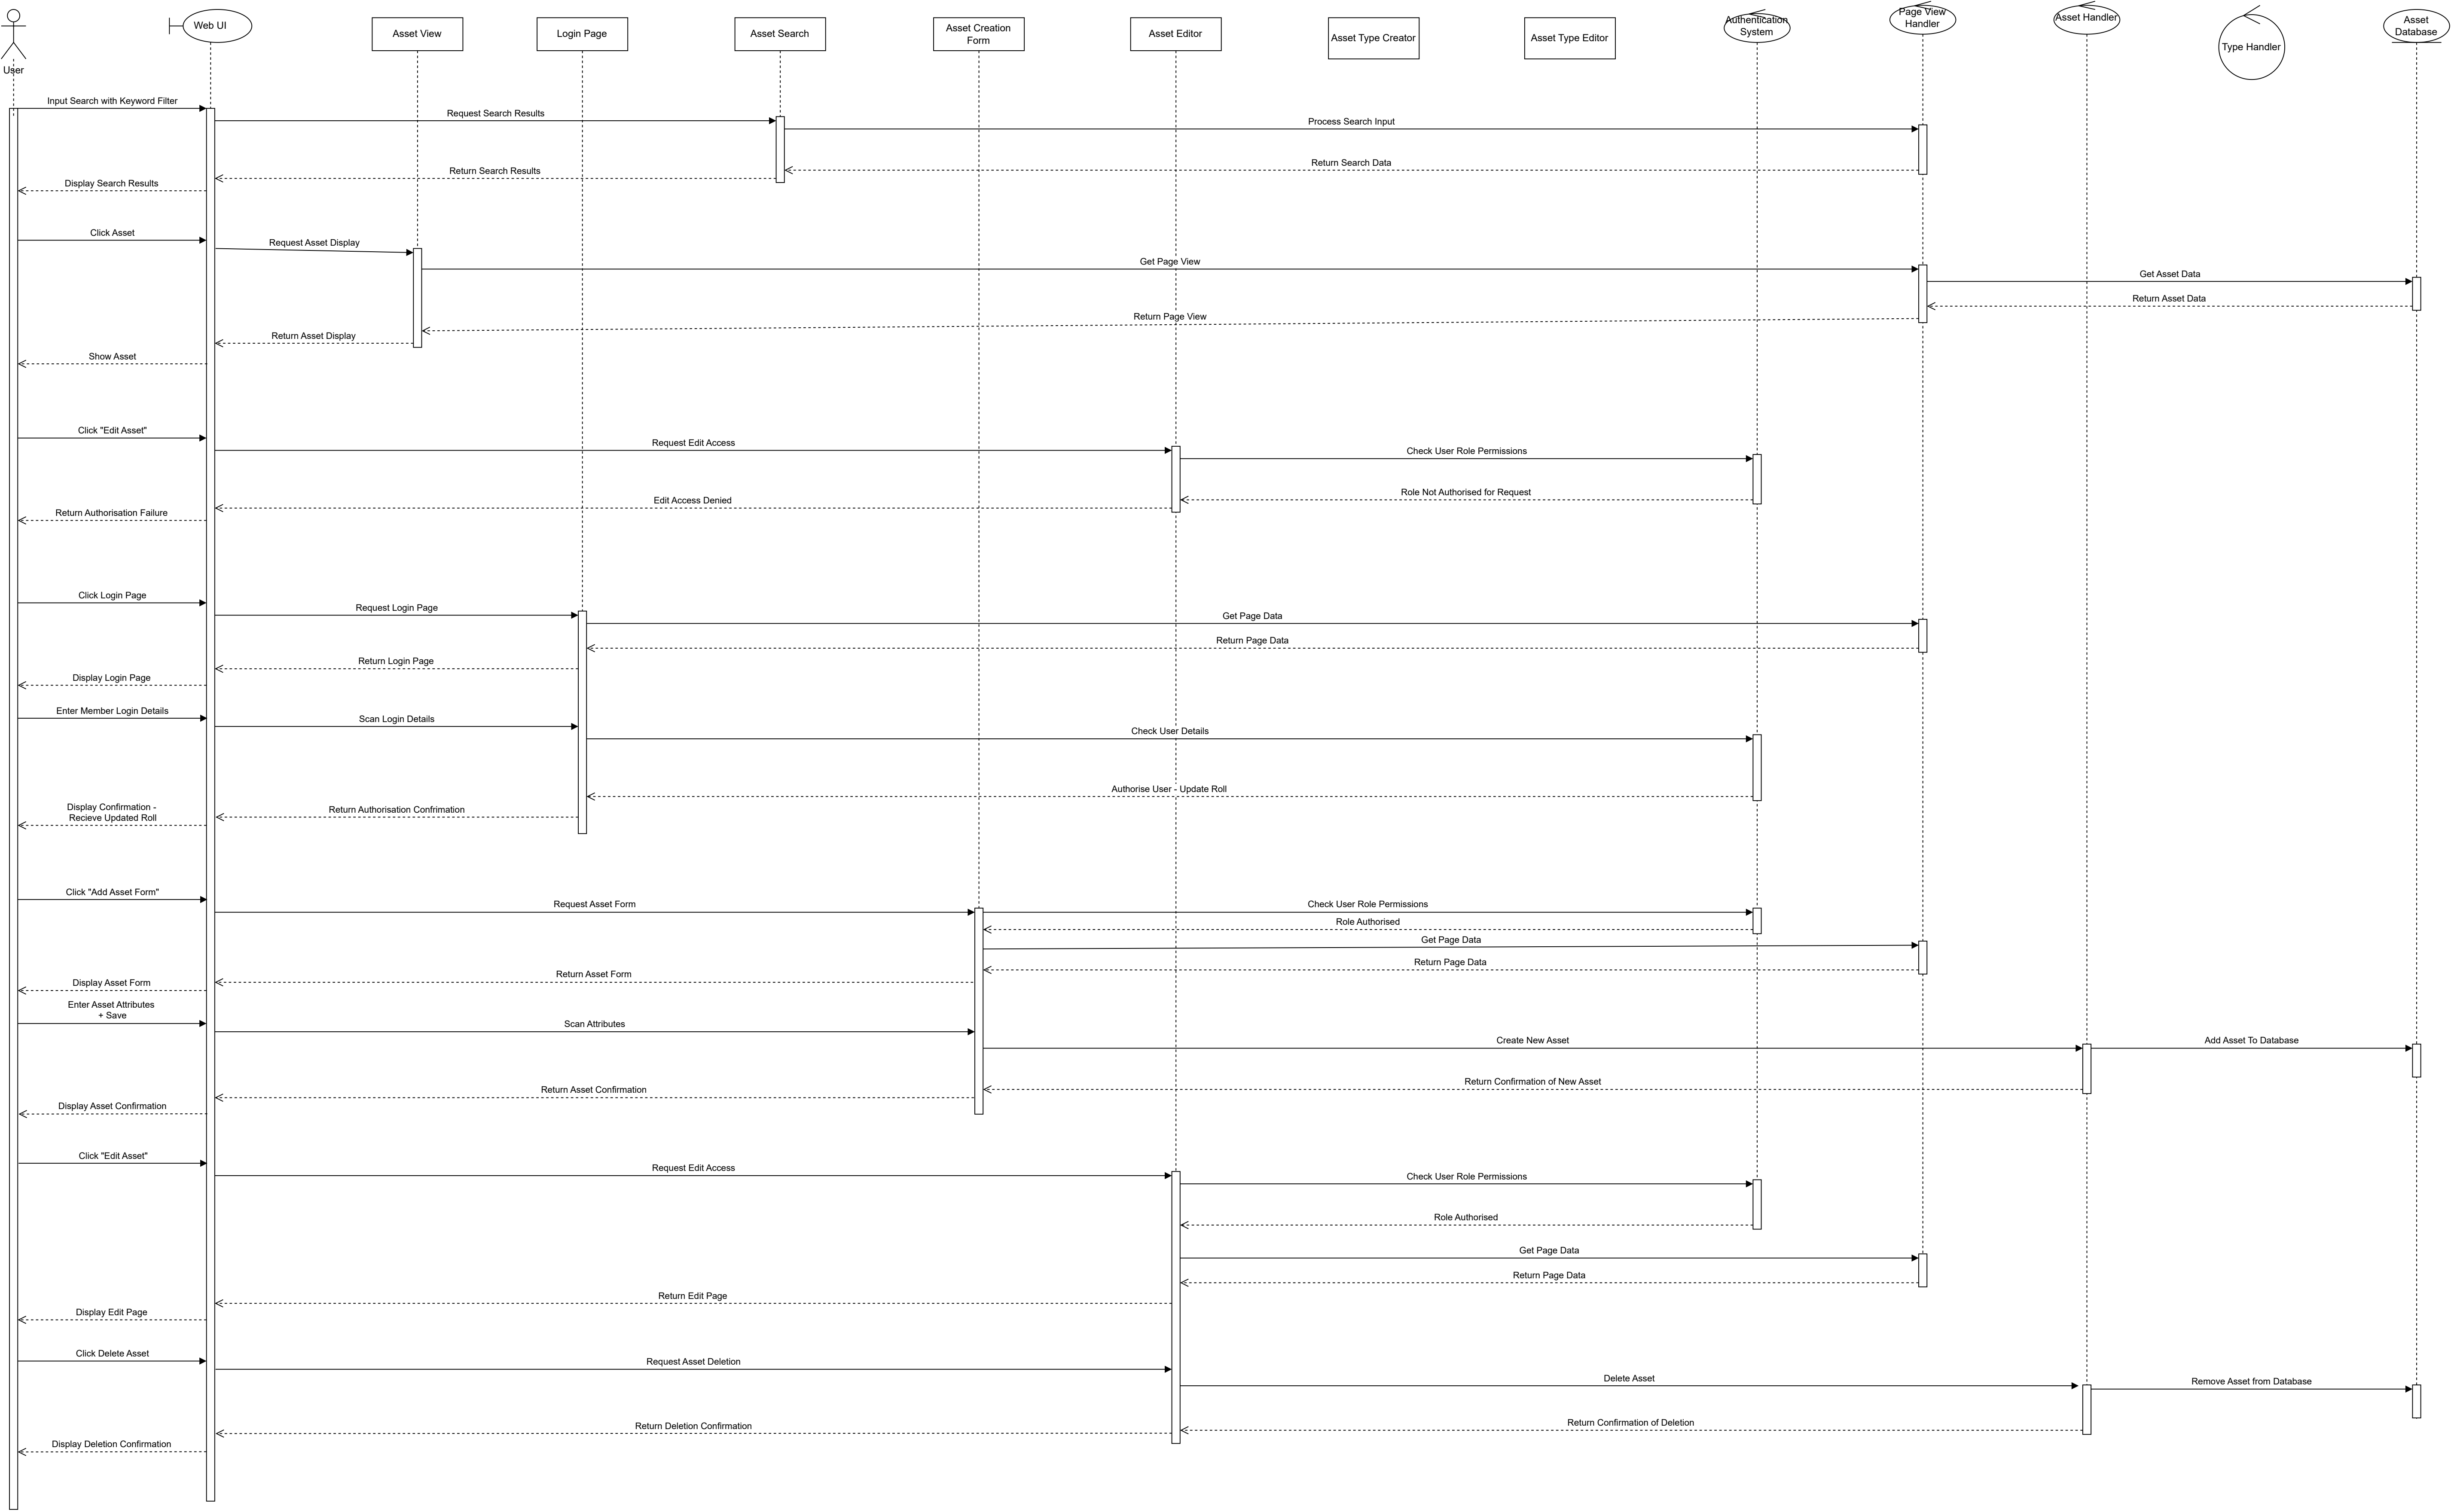 User
Web UI
Asset View
Login Page
Asset Search
Asset Creation
Form
Asset Editor
Asset Type Creator
Asset Type Editor
Authentication
System
Page View
Handler
Asset Handler
Type Handler
Asset
Database
Input Search with Keyword Filter
Request Search Results
Process Search Input
Return Search Data
Return Search Results
Display Search Results
Click Asset
Request Asset Display
Get Page View
Get Asset Data
Return Asset Data
Return Page View
Return Asset Display
Show Asset
Click "Edit Asset"
Request Edit Access
Check User Role Permissions
Role Not Authorised for Request
Edit Access Denied
Return Authorisation Failure
Click Login Page
Request Login Page
Get Page Data
Return Page Data
Return Login Page
Display Login Page
Enter Member Login Details
Scan Login Details
Check User Details
Authorise User - Update Roll
Return Authorisation Confrimation
Display Confirmation -
Recieve Updated Roll
Click "Add Asset Form"
Request Asset Form
Check User Role Permissions
Role Authorised
Get Page Data
Return Page Data
Return Asset Form
Display Asset Form
Enter Asset Attributes
+ Save
Scan Attributes
Create New Asset
Add Asset To Database
Return Confirmation of New Asset
Return Asset Confirmation
Display Asset Confirmation
Click "Edit Asset"
Request Edit Access
Check User Role Permissions
Role Authorised
Get Page Data
Return Page Data
Return Edit Page
Display Edit Page
Click Delete Asset
Request Asset Deletion
Delete Asset
Remove Asset from Database
Return Confirmation of Deletion
Return Deletion Confirmation
Display Deletion Confirmation